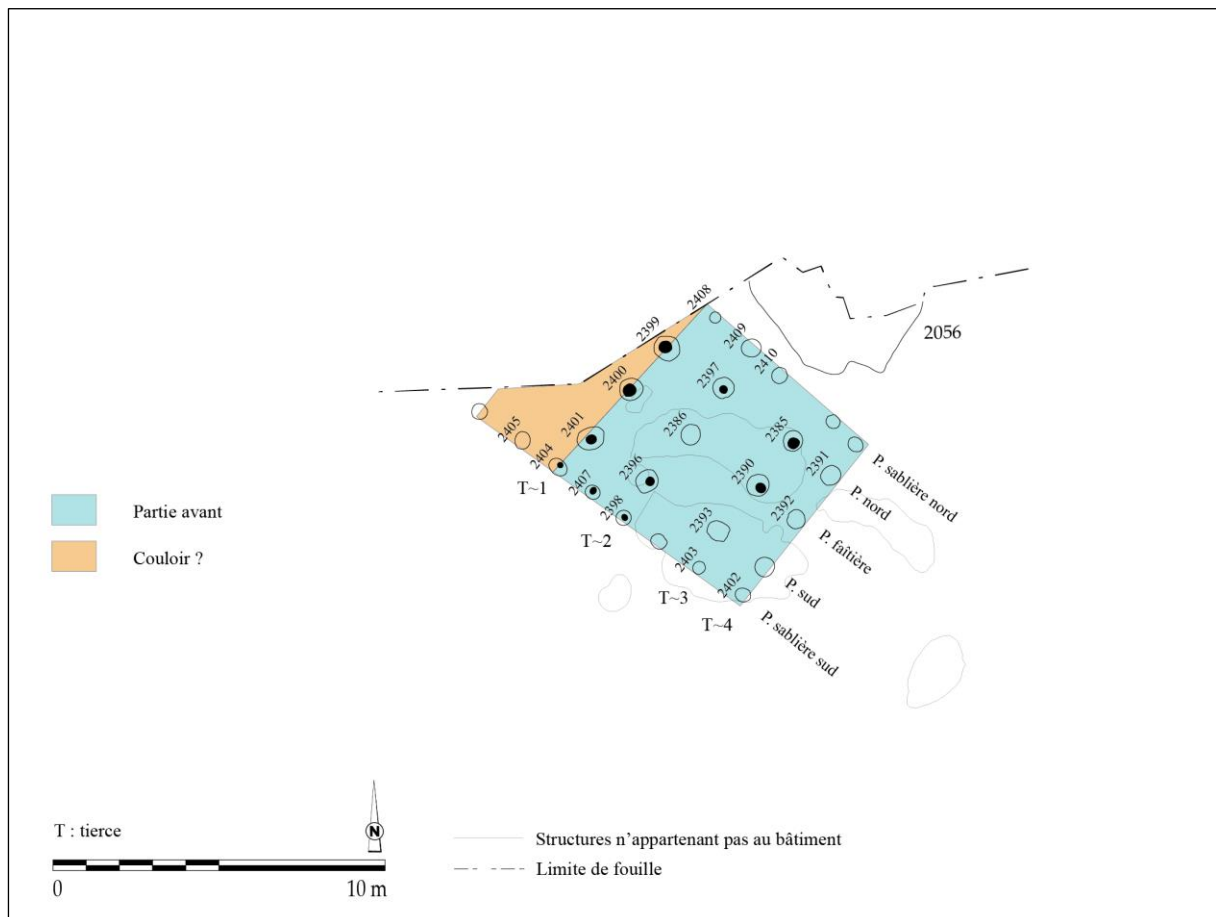 2408
2399
2409
2056
2410
2400
2397
2401
2386
2385
2405
2404
2391
P. sablière nord
T~1
2407
2396
2390
P. nord
Partie avant
2398
2392
T~2
2393
P. faîtière
Couloir ?
2403
P. sud
T~3
2402
T~4
P. sablière sud
T : tierce
N
Structures n'appartenant pas au bâtiment
Limite de fouille
0
10 m